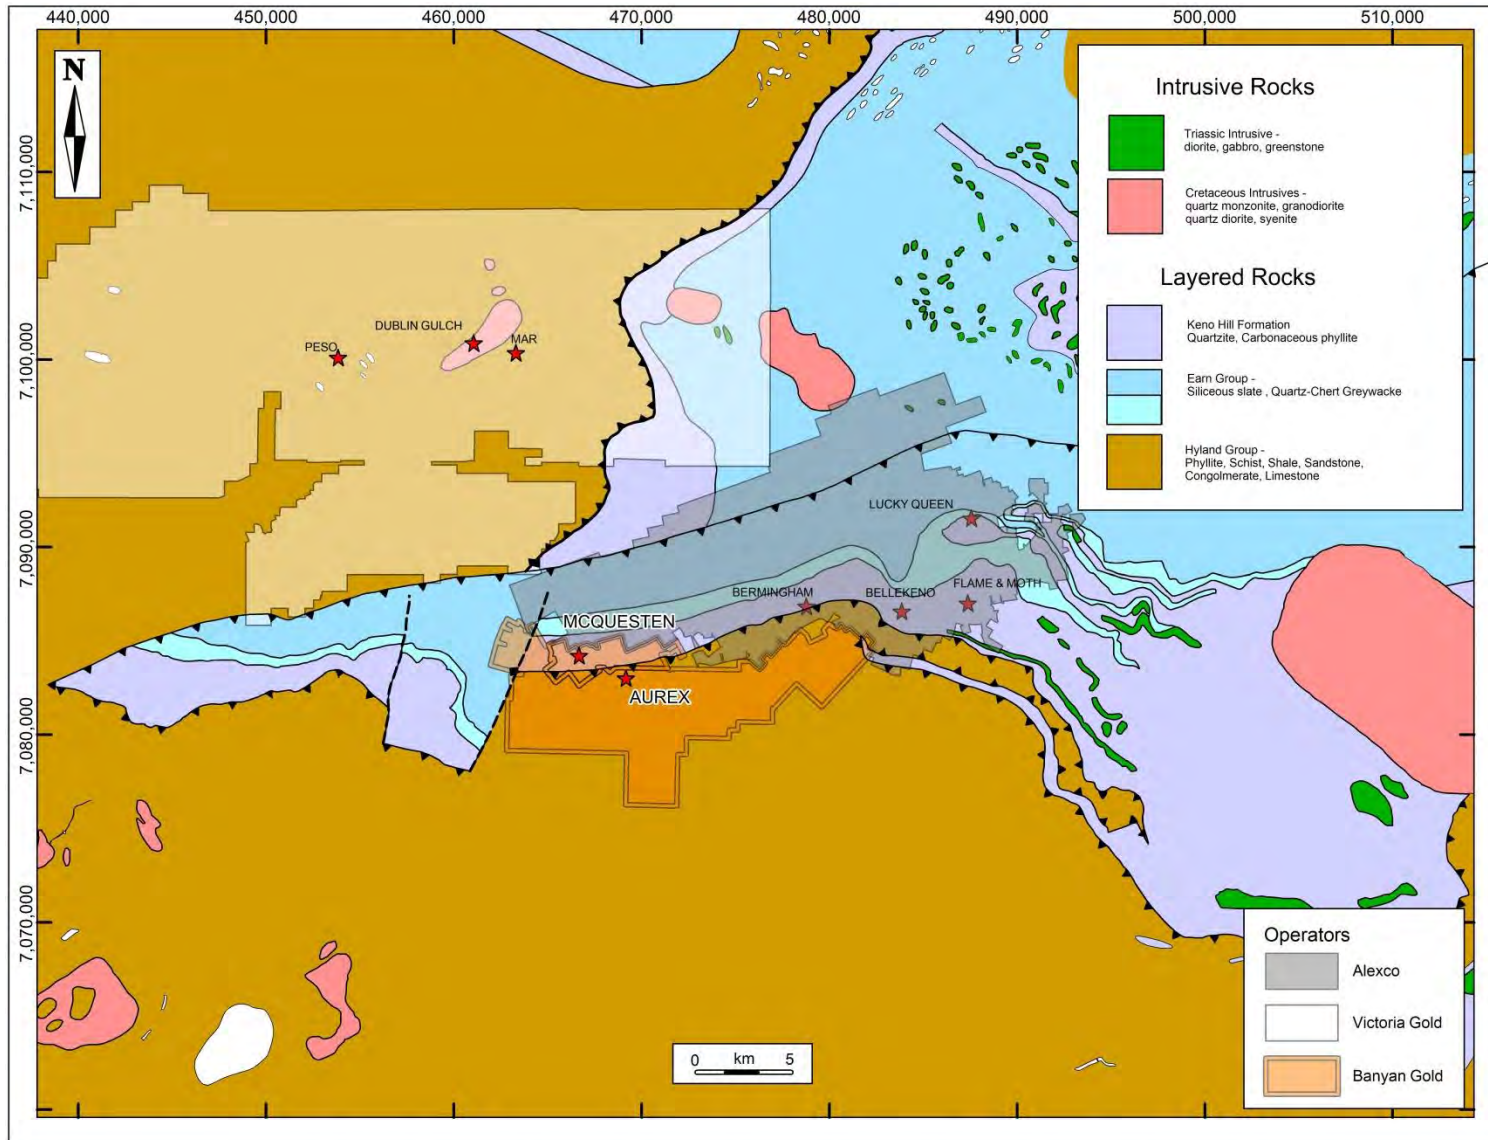 440,000 450,000 460,000 470,000 480,000 490,000 500,000 510,000
N
7,110,000
7,100,000
7,090,000
7,080,000
7,070,000
Intrusive Rocks
Triassic Intrusive -
diorite, gabbro, greenstone
Cretaceous Intrusives -
quartz monzonite, granodiorite
quartz diorite, syenite
Layered Rocks
Keno Hill Formation
Quartzite, Carbonaceous phyllite
Earn Group -
Siliceous slate , Quartz-Chert Greywacke
Hyland Group -
Phyllite, Schist, Shale, Sandstone,
Congolmerate, Limestone
DUBLIN GULCH
PESO
MAR
LUCKY QUEEN
FLAME & MOTH
BERMINGHAM
BELLEKENO
MCQUESTEN
AUREX
0 km 5
Operators
Alexco
Victoria Gold
Banyan Gold